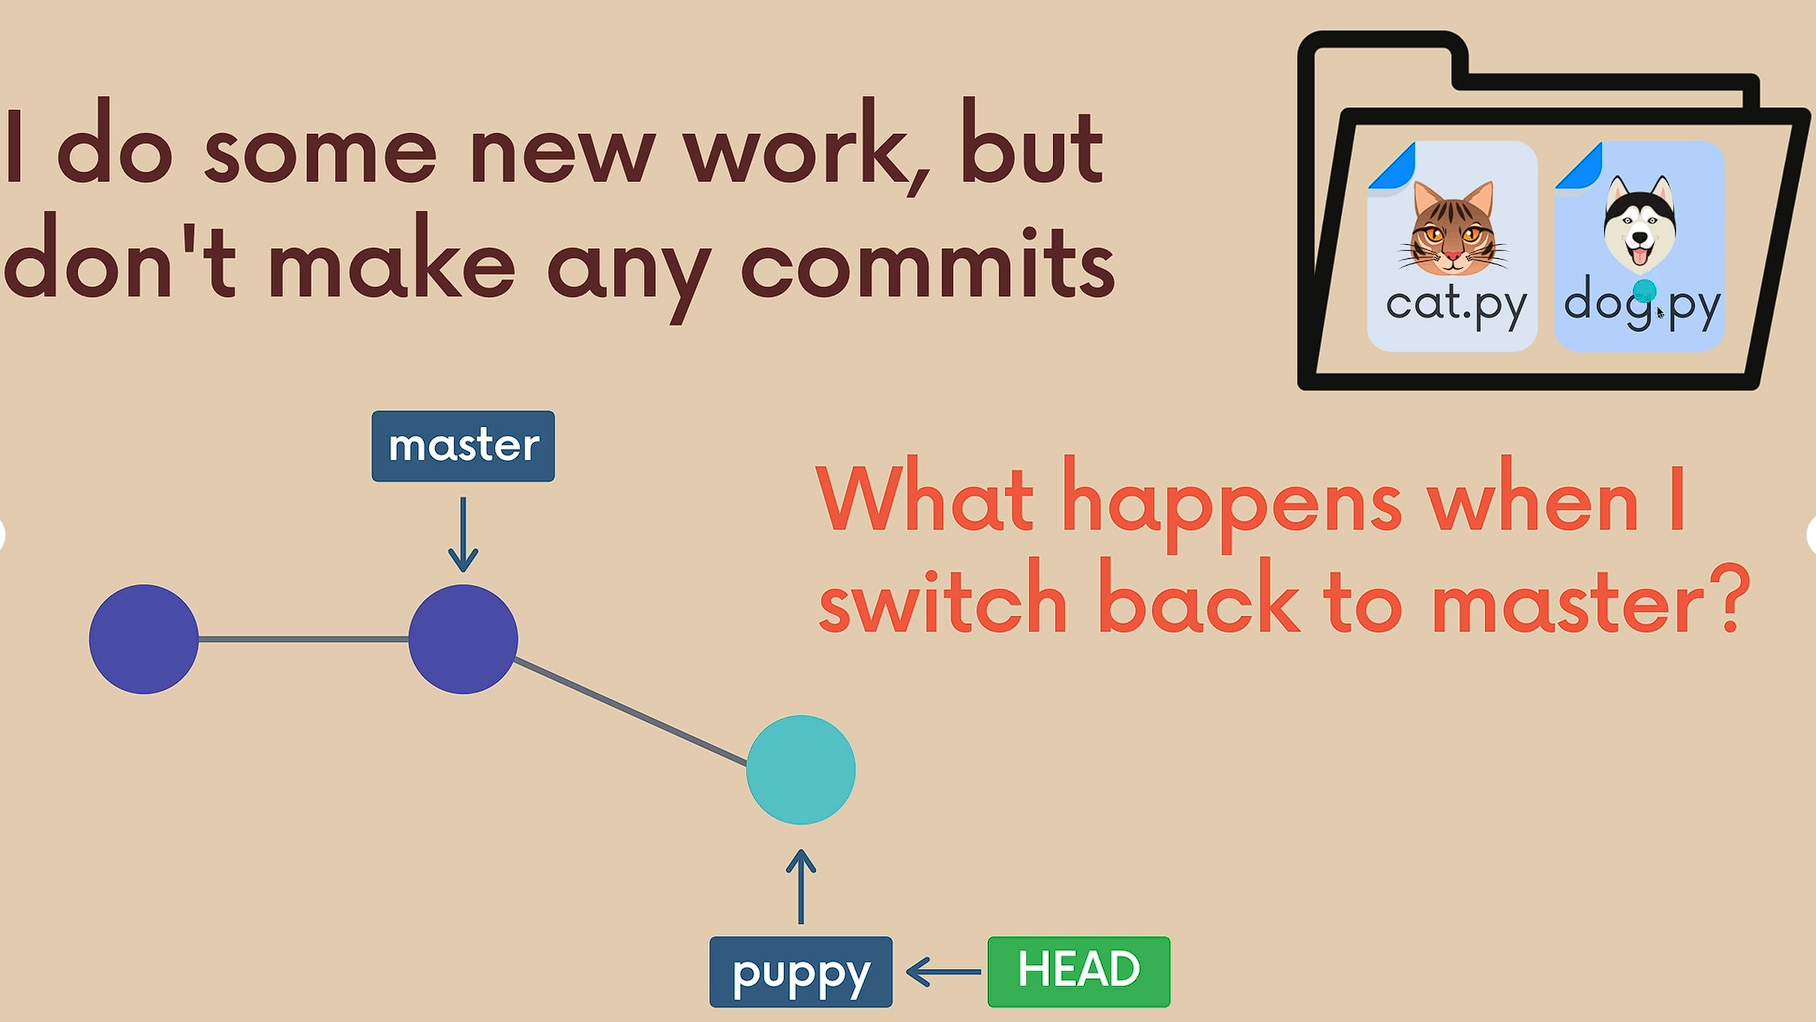 I do some new work, but
don't make any commits
cat.py
dog.py
master
What happens when I
switch back to master?
puppy
HEAD